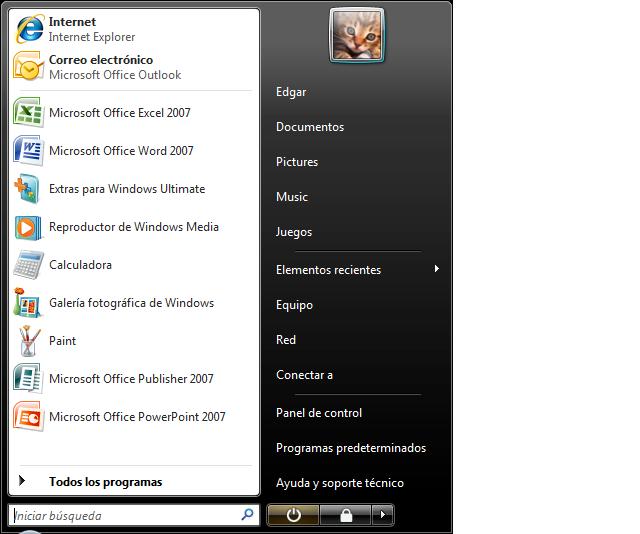 Internet
Internet Explorer
Correo electrónico
Microsoft Office Outlook
Microsoft Office Excel 2007
Microsoft Office Word 2007
Extras para Windows Ultimate
Reproductor de Windows Media
Calculadora
Galería fotográfica de Windows
Paint
Microsoft Office Publisher 2007
Microsoft Office PowerPoint 2007
Todos los programas
Iniciar búsqueda
Edgar
Documentos
Pictures
Music
Juegos
Elementos recientes
Equipo
Red
Conectar a
Panel de control
Programas predeterminados
Ayuda y soporte técnico